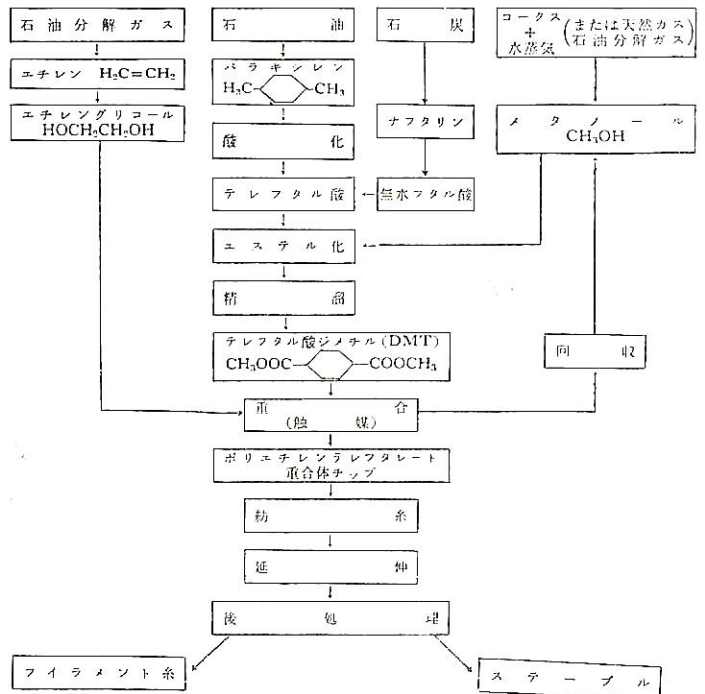 石油分解ガス
エチレン H₂C=CH₂
エチレングリコール
HOCH₂CH₂OH
石油
パラキシレン
H₃C- -CH₃
酸化
テレフタル酸
エステル化
精溜
テレフタル酸ジメチル(DMT)
CH₃OOC- -COOCH₃
石炭
ナフタリン
無水フタル酸
コークス
+
水蒸気
(または天然ガス
石油分解ガス)
メタノール
CH₃OH
回収
重合
(触媒)
ポリエチレンテレフタレート
重合体チップ
紡糸
延伸
後処理
フイラメント糸
ステープル